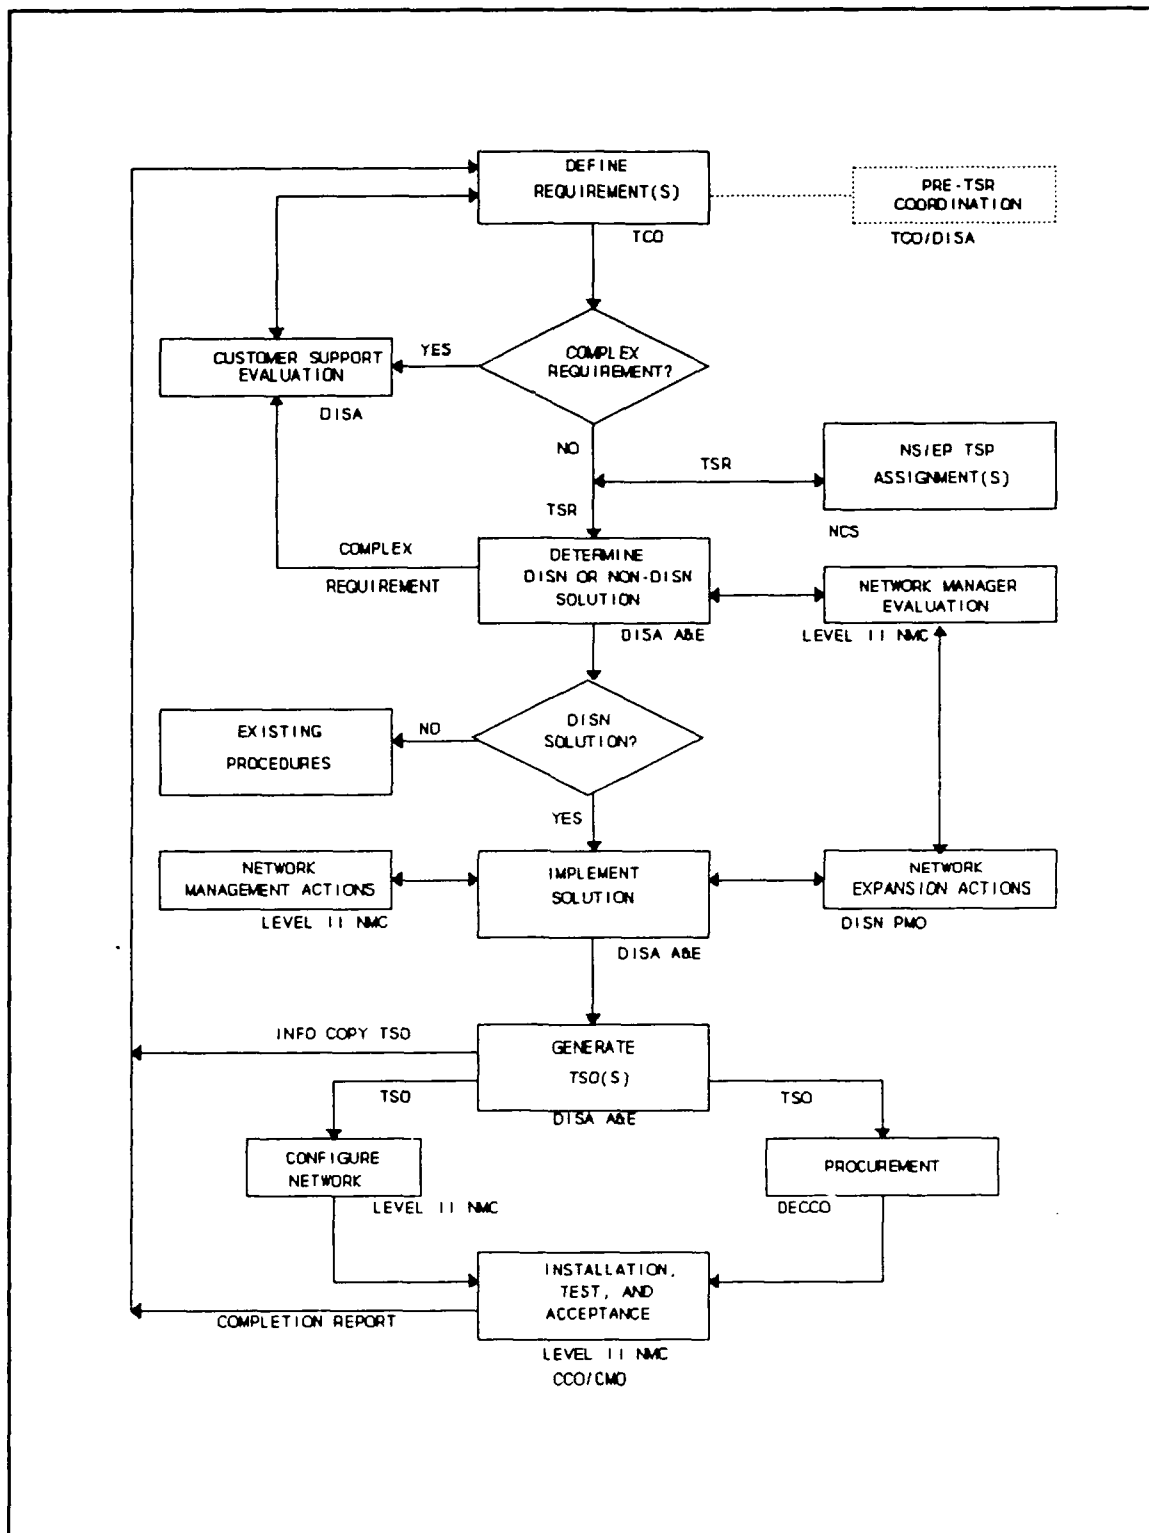 DEFINE
REQUIREMENT(S)
TCO
PRE-TSR
COORDINATION
TCO/DISA
COMPLEX
REQUIREMENT?
YES
CUSTOMER SUPPORT
EVALUATION
DISA
NO
TSR
NS/EP TSP
ASSIGNMENT(S)
NCS
TSR
COMPLEX
REQUIREMENT
DETERMINE
DISN OR NON-DISN
SOLUTION
DISA A&E
NETWORK MANAGER
EVALUATION
LEVEL II NMC
DISN
SOLUTION?
NO
EXISTING
PROCEDURES
YES
NETWORK
MANAGEMENT ACTIONS
LEVEL II NMC
IMPLEMENT
SOLUTION
DISA A&E
NETWORK
EXPANSION ACTIONS
DISN PMO
INFO COPY TSO
GENERATE
TSO(S)
DISA A&E
TSO
TSO
CONFIGURE
NETWORK
LEVEL II NMC
PROCUREMENT
DECCO
INSTALLATION,
TEST, AND
ACCEPTANCE
COMPLETION REPORT
LEVEL II NMC
CCO/CMO